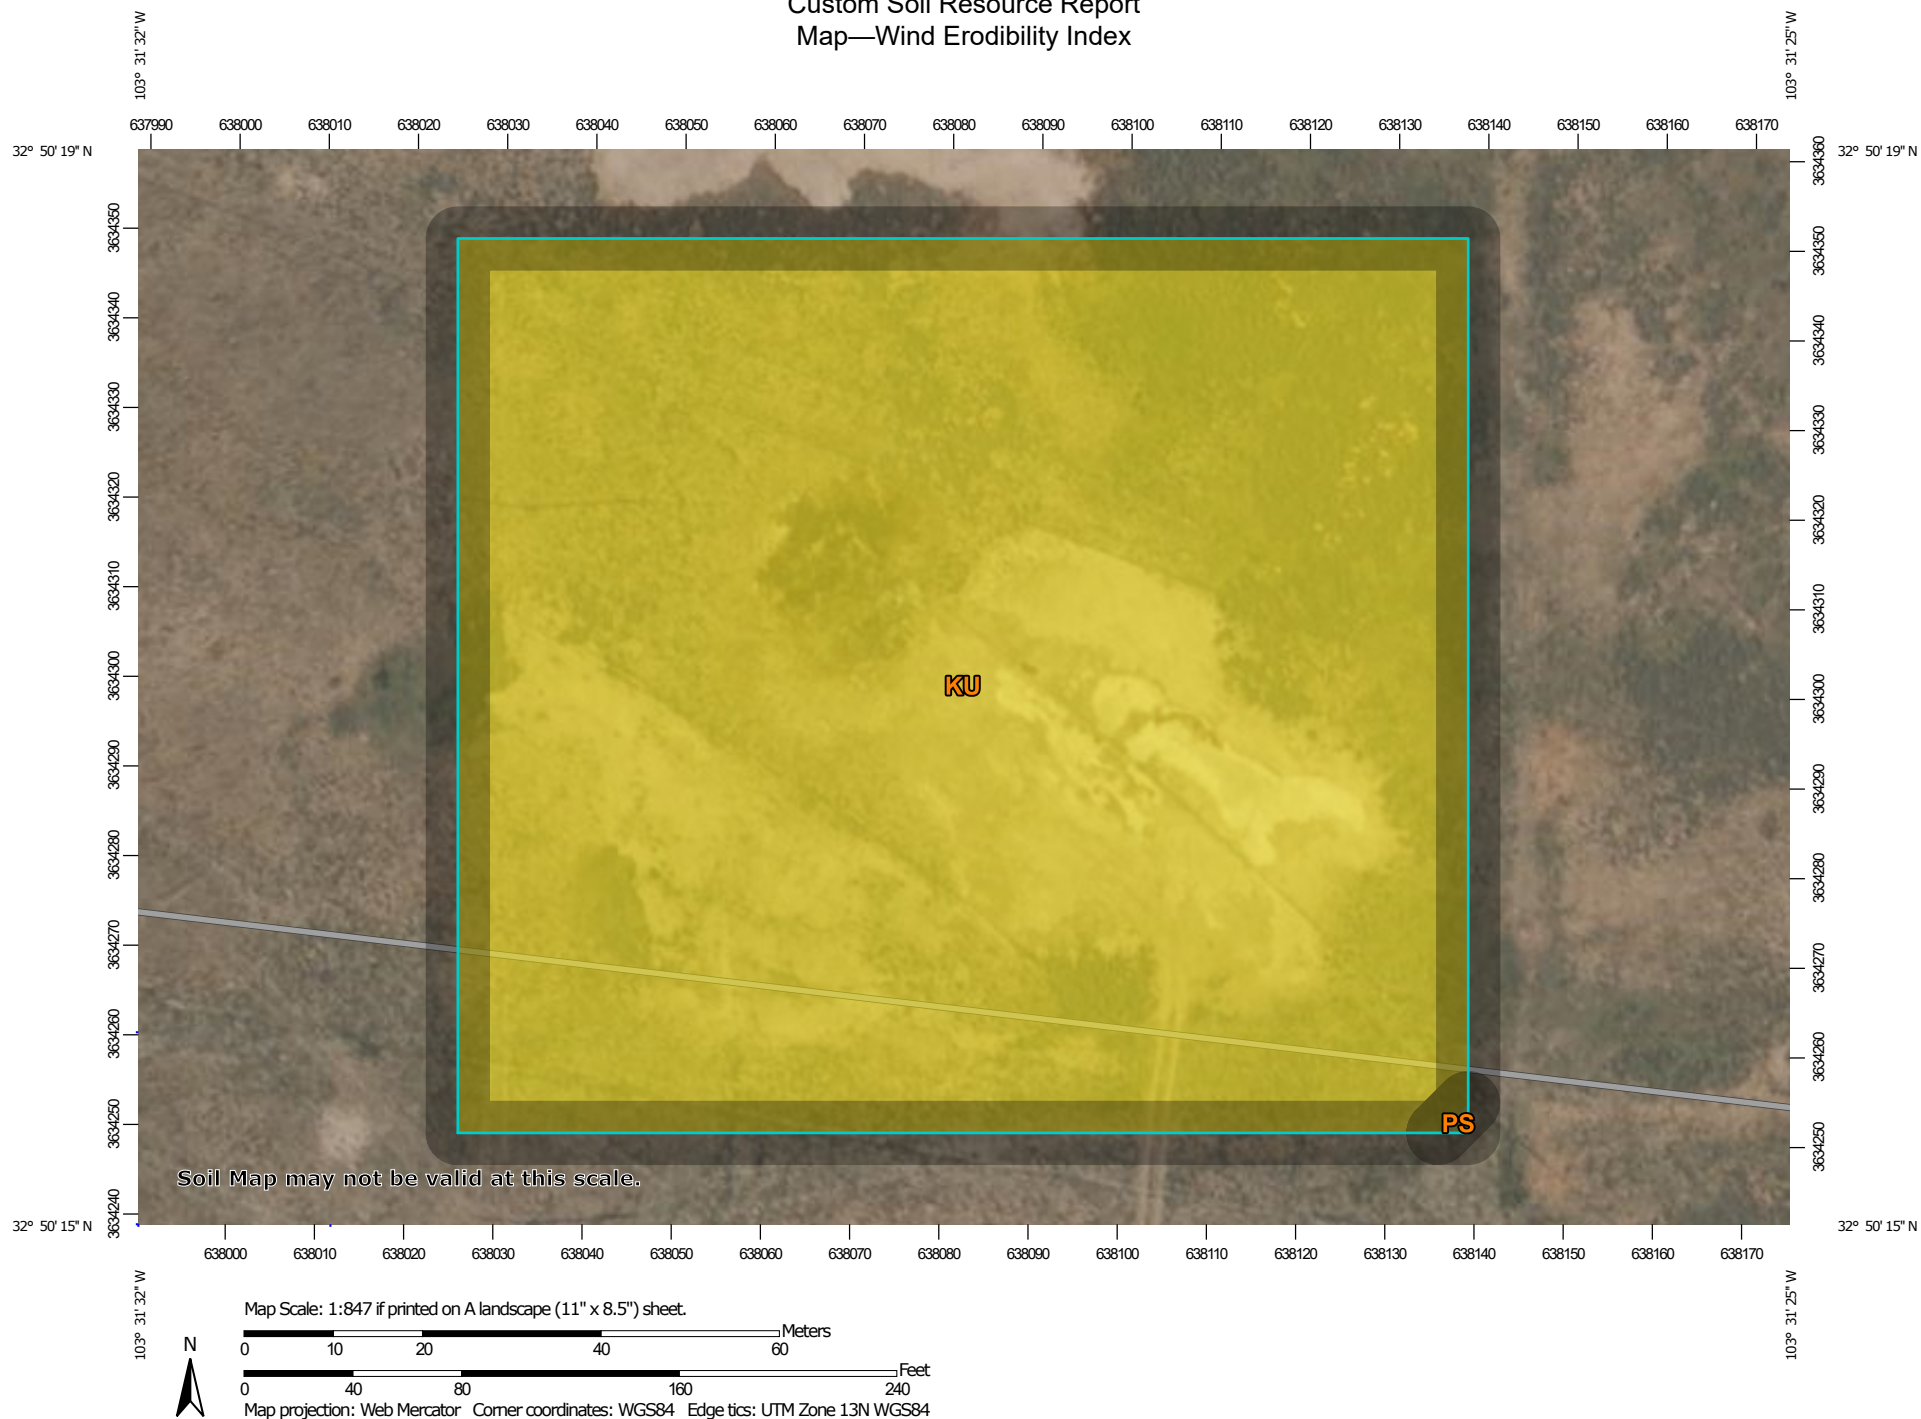 Custom Soil Resource Report
Map—Wind Erodibility Index
103° 31' 32" W
103° 31' 25" W
637990 638000 638010 638020 638030 638040 638050 638060 638070 638080 638090 638100 638110 638120 638130 638140 638150 638160 638170
32° 50' 19" N
32° 50' 19" N
3634350
3634340
3634330
3634320
3634310
3634300
3634290
3634280
3634270
3634260
3634250
3634240
3634360
3634350
3634340
3634330
3634320
3634310
3634300
3634290
3634280
3634270
3634260
3634250
KU
PS
Soil Map may not be valid at this scale.
32° 50' 15" N
32° 50' 15" N
638000 638010 638020 638030 638040 638050 638060 638070 638080 638090 638100 638110 638120 638130 638140 638150 638160 638170
103° 31' 32" W
103° 31' 25" W
Map Scale: 1:847 if printed on A landscape (11" x 8.5") sheet.
Meters
0 10 20 40 60
Feet
0 40 80 160 240
N
Map projection: Web Mercator Corner coordinates: WGS84 Edge tics: UTM Zone 13N WGS84